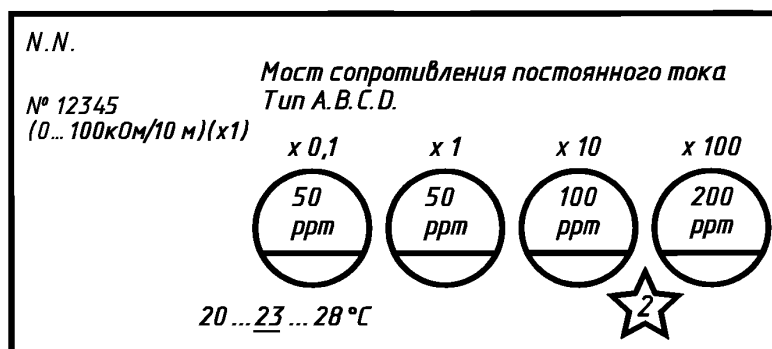 N.N.
Мост сопротивления постоянного тока
Тип A.B.C.D.
№ 12345
(0... 100кОм/10 м)(х1)
х 0,1 х 1 х 10 х 100
50 50 100 200
ppm ppm ppm ppm
20 ...23 ... 28 °C
2